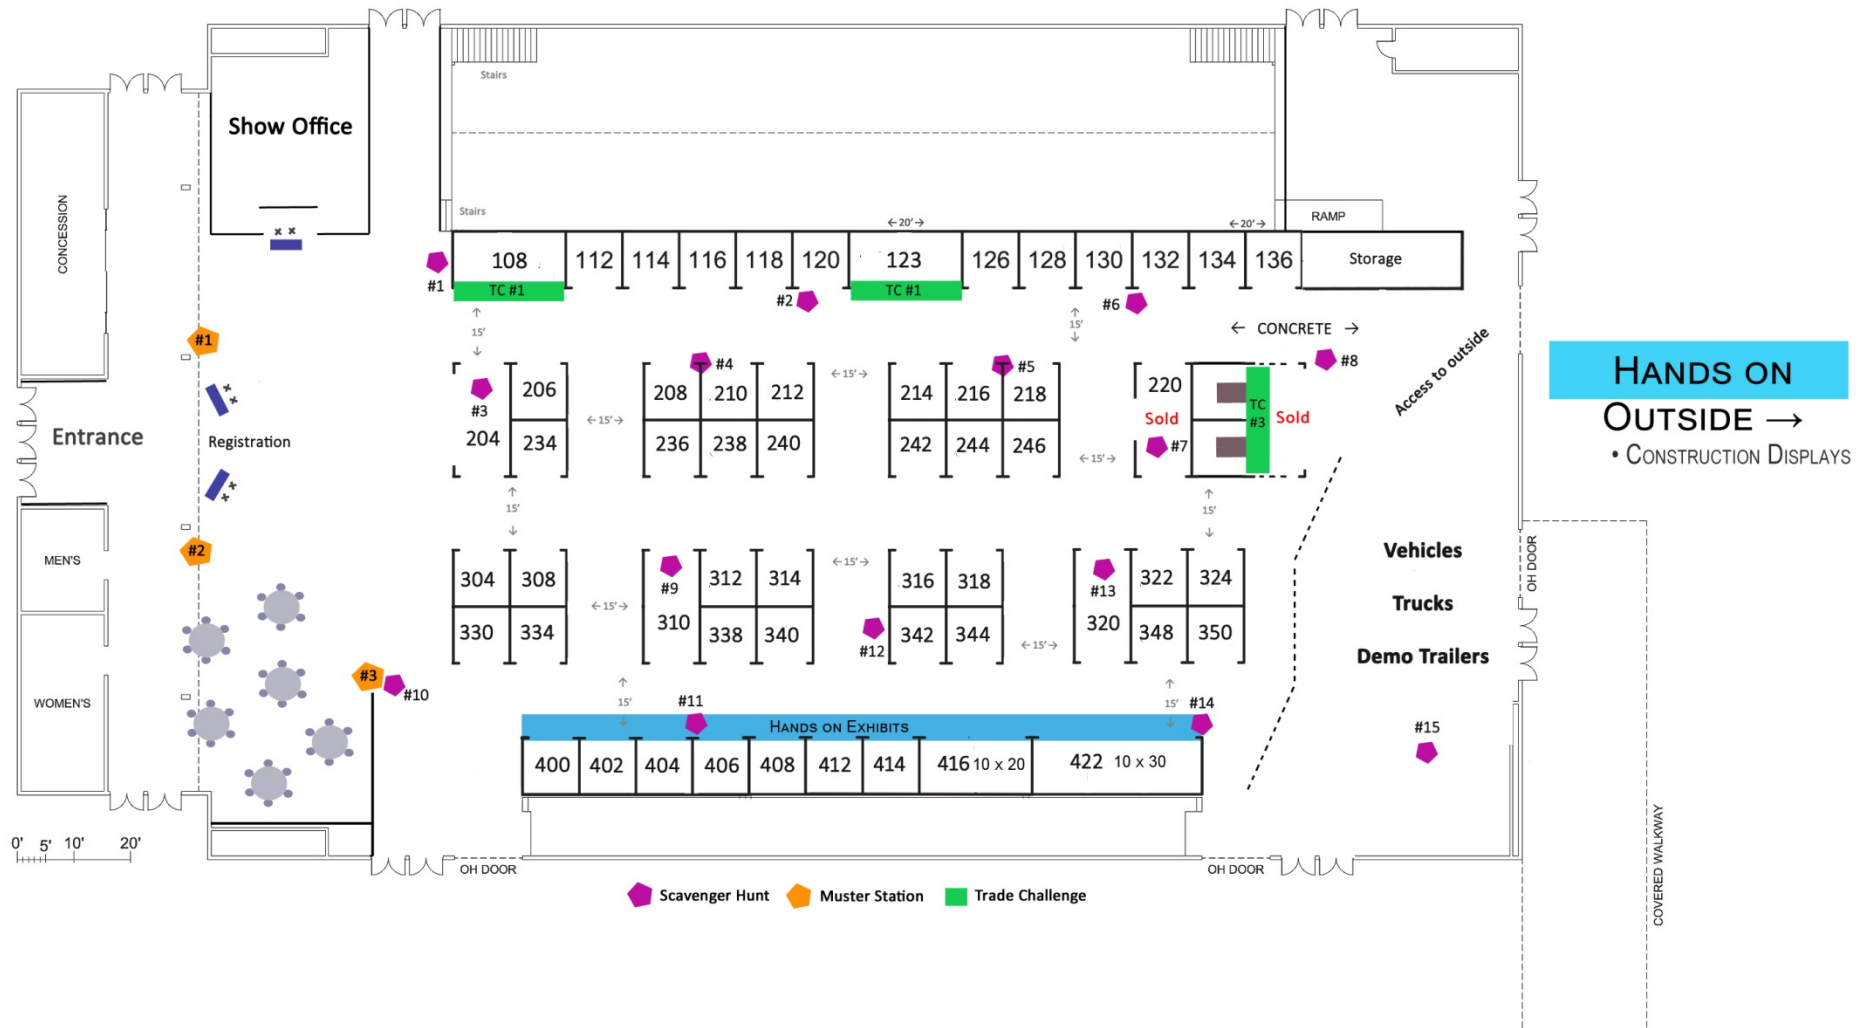 Stairs
Show Office
CONCESSION
Stairs
←20'→
←20'→
RAMP
108
112
114
116
118
120
123
126
128
130
132
134
136
Storage
#1
TC #1
#2
TC #1
#6
15'
15'
← CONCRETE →
#1
#4
#5
#8
Access to outside
HANDS ON
OUTSIDE →
• CONSTRUCTION DISPLAYS
#3
204
206
208
210
212
←15'→
214
216
218
220
Sold
TC
#3
Sold
←15'→
Entrance
Registration
234
236
238
240
242
244
246
←15'→
#7
15'
15'
MEN'S
#2
304
308
#9
310
312
314
←15'→
316
318
#13
320
322
324
Vehicles
Trucks
Demo Trailers
OH DOOR
←15'→
330
334
338
340
#12
342
344
←15'→
348
350
WOMEN'S
#3
#10
15'
15'
#11
#14
HANDS ON EXHIBITS
#15
400
402
404
406
408
412
414
416 10 x 20
422 10 x 30
0' 5' 10' 20'
OH DOOR
OH DOOR
COVERED WALKWAY
Scavenger Hunt
Muster Station
Trade Challenge